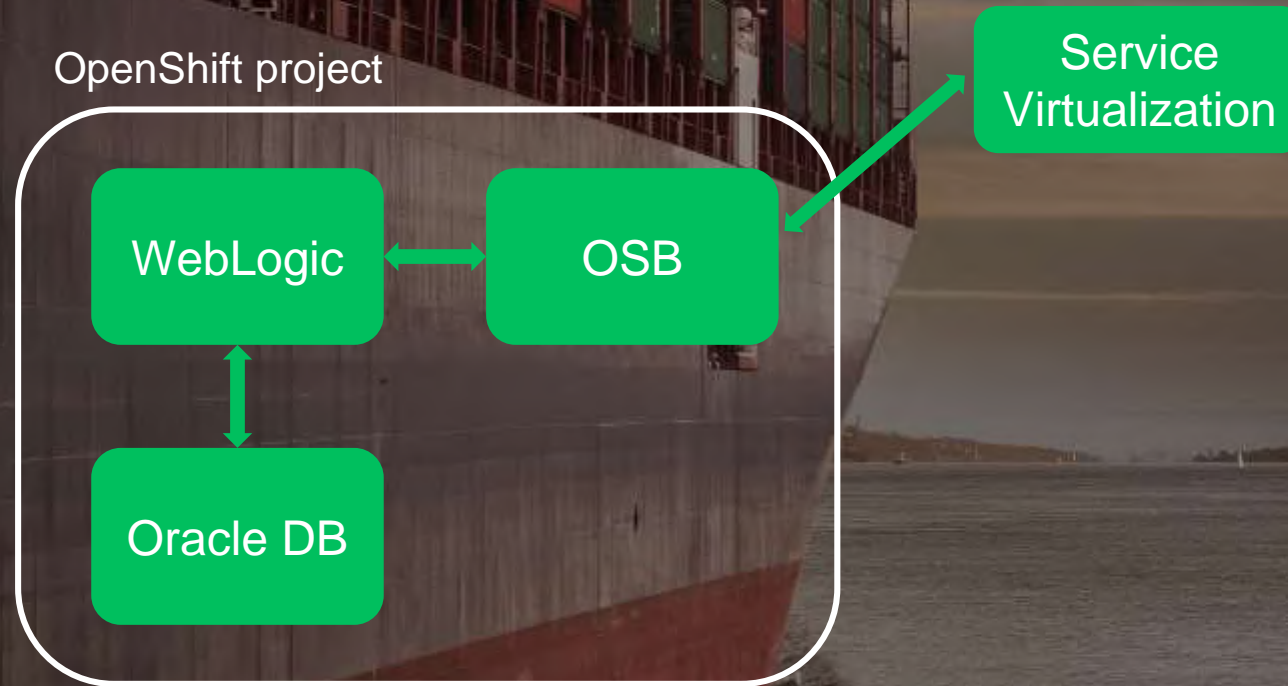 OpenShift project
Service
Virtualization
WebLogic
OSB
Oracle DB